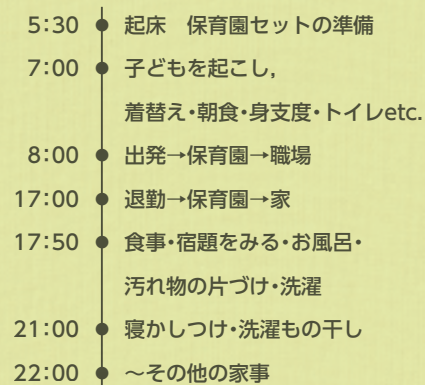 5:30 起床　保育園セットの準備
7:00 子どもを起こし,
着替え・朝食・身支度・トイレetc.
8:00 出発→保育園→職場
17:00 退勤→保育園→家
17:50 食事・宿題をみる・お風呂・
汚れ物の片づけ・洗濯
21:00 寝かしつけ・洗濯もの干し
22:00 〜その他の家事